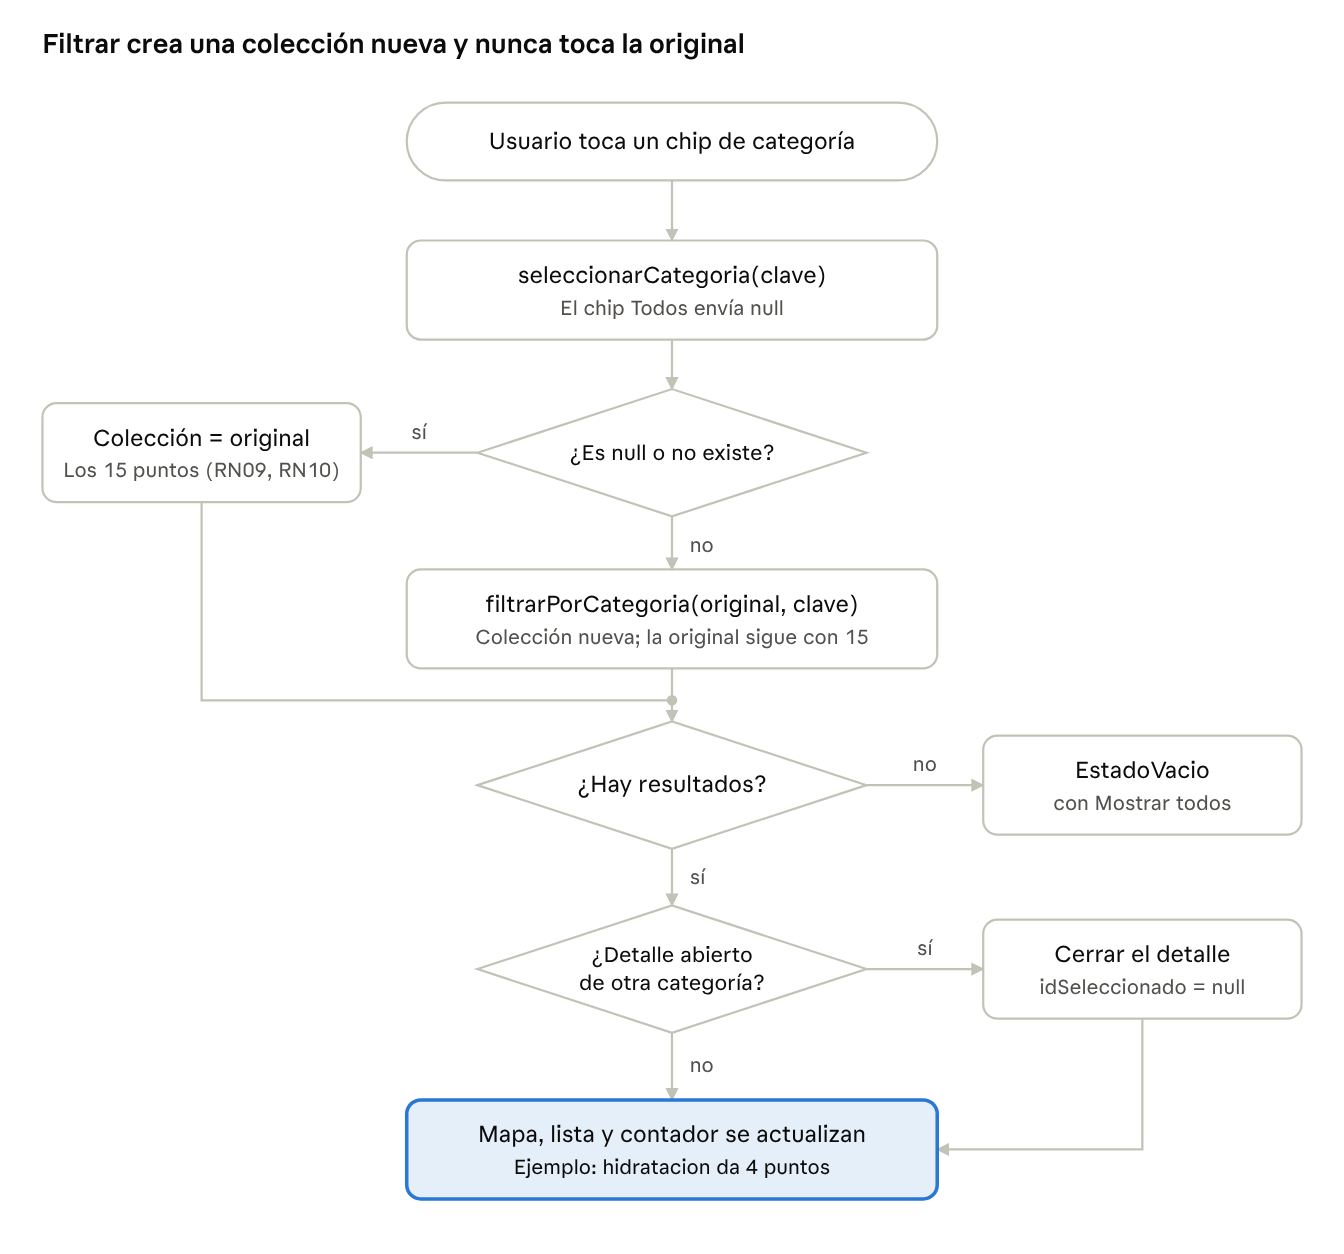 Filtrar crea una colección nueva y nunca toca la original
Usuario toca un chip de categoría
seleccionarCategoria(clave)
El chip Todos envía null
¿Es null o no existe?
sí
Colección = original
Los 15 puntos (RN09, RN10)
no
filtrarPorCategoria(original, clave)
Colección nueva; la original sigue con 15
¿Hay resultados?
no
EstadoVacio
con Mostrar todos
sí
¿Detalle abierto
de otra categoría?
sí
Cerrar el detalle
idSeleccionado = null
no
Mapa, lista y contador se actualizan
Ejemplo: hidratacion da 4 puntos